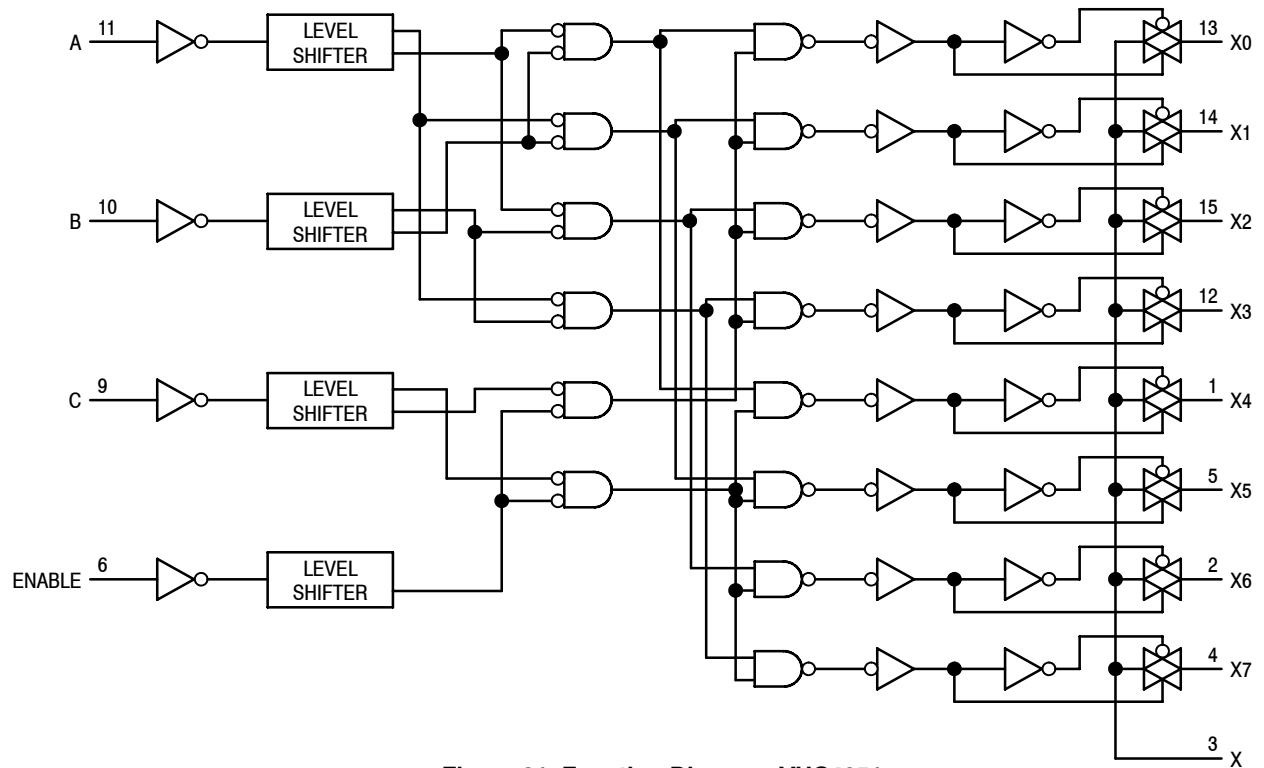 A 11 LEVEL SHIFTER 13 X0
14 X1
B 10 LEVEL SHIFTER 15 X2
12 X3
C 9 LEVEL SHIFTER 1 X4
5 X5
ENABLE 6 LEVEL SHIFTER 2 X6
4 X7
3 X